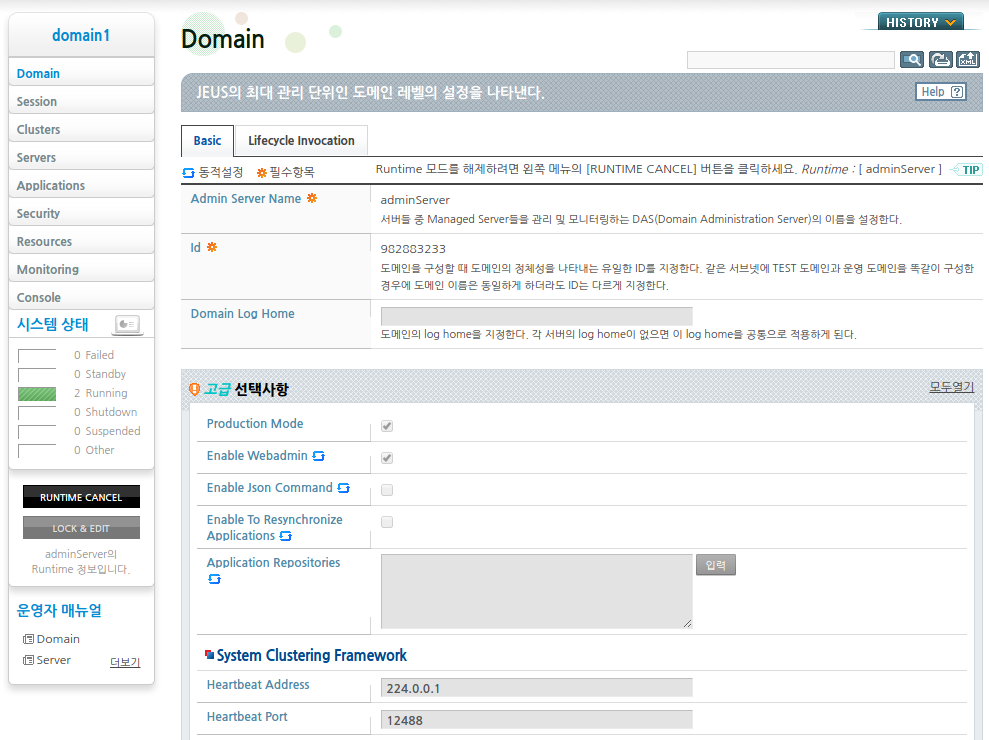 domain1
Domain
Session
Clusters
Servers
Applications
Security
Resources
Monitoring
Console
시스템 상태
0 Failed
0 Standby
2 Running
0 Shutdown
0 Suspended
0 Other
RUNTIME CANCEL
LOCK & EDIT
adminServer의
Runtime 정보입니다.
운영자 매뉴얼
Domain
Server 더보기
HISTORY
Domain
XML
JEUS의 최대 관리 단위인 도메인 레벨의 설정을 나타낸다.
Help ?
Basic Lifecycle Invocation
동적설정 필수항목 Runtime 모드를 해제하려면 왼쪽 메뉴의 [RUNTIME CANCEL] 버튼을 클릭하세요. Runtime : [ adminServer ] TIP
Admin Server Name adminServer
서버들 중 Managed Server들을 관리 및 모니터링하는 DAS(Domain Administration Server)의 이름을 설정한다.
Id 982883233
도메인을 구성할 때 도메인의 정체성을 나타내는 유일한 ID를 지정한다. 같은 서브넷에 TEST 도메인과 운영 도메인을 똑같이 구성한
경우에 도메인 이름은 동일하게 하더라도 ID는 다르게 지정한다.
Domain Log Home
도메인의 log home을 지정한다. 각 서버의 log home이 없으면 이 log home을 공통으로 적용하게 된다.
고급 선택사항 모두열기
Production Mode
Enable Webadmin
Enable Json Command
Enable To Resynchronize
Applications
Application Repositories 입력
System Clustering Framework
Heartbeat Address 224.0.0.1
Heartbeat Port 12488